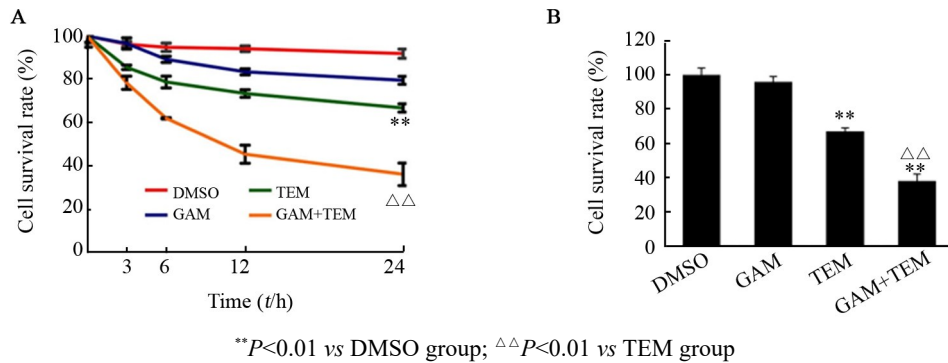 A
Cell survival rate (%)
100
80
60
40
20
0
3
6
12
24
Time (t/h)
DMSO
TEM
GAM
GAM+TEM
**
△△
B
Cell survival rate (%)
120
100
80
60
40
20
0
**
△△
**
DMSO
GAM
TEM
GAM+TEM
**P<0.01 vs DMSO group; △△P<0.01 vs TEM group